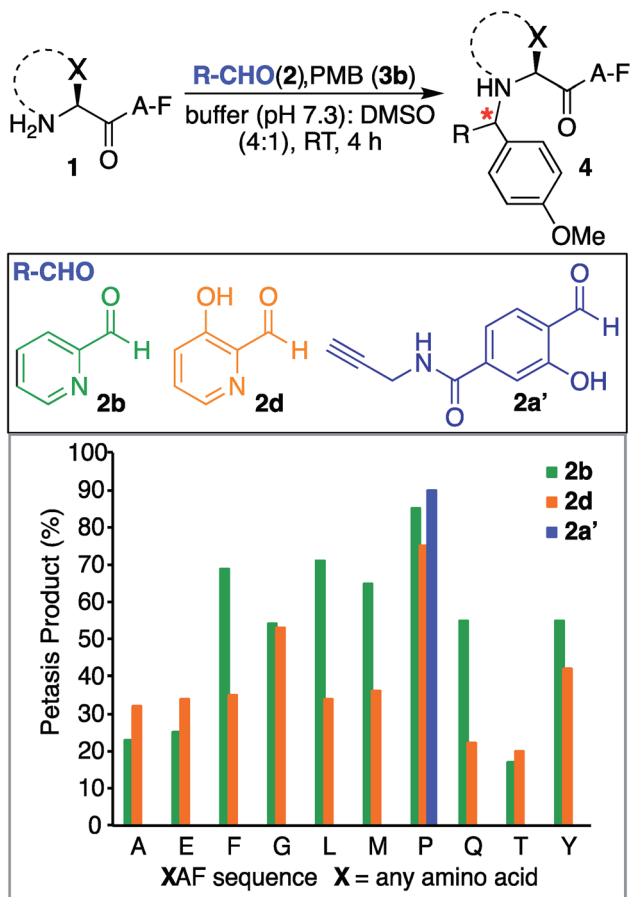 R-CHO(2),PMB (3b)
buffer (pH 7.3): DMSO
(4:1), RT, 4 h
X
A-F
H2N
O
1
X
A-F
HN
O
*
R
4
OMe
R-CHO
O
H
N
2b
OH
O
H
N
2d
O
H
H
N
OH
O
2a'
Petasis Product (%)
100
90
80
70
60
50
40
30
20
10
0
2b
2d
2a'
A E F G L M P Q T Y
XAF sequence X = any amino acid